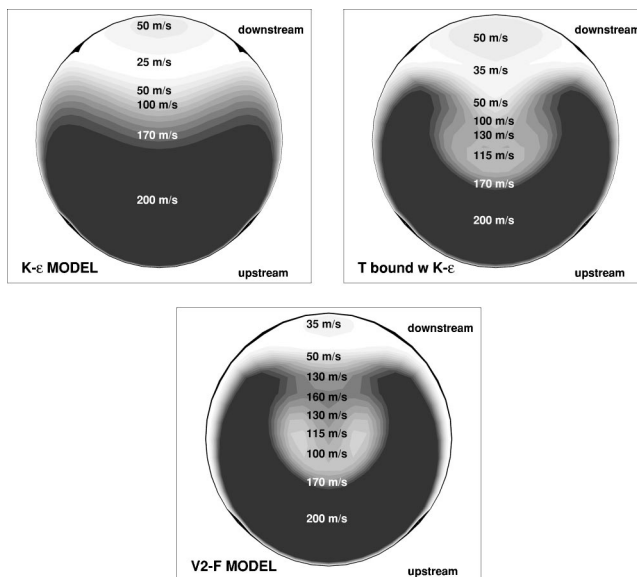 50 m/s
downstream
25 m/s
50 m/s
100 m/s
170 m/s
200 m/s
K-ε MODEL
upstream
50 m/s
downstream
35 m/s
50 m/s
100 m/s
130 m/s
115 m/s
170 m/s
200 m/s
T bound w K-ε
upstream
35 m/s
downstream
50 m/s
130 m/s
160 m/s
130 m/s
115 m/s
100 m/s
170 m/s
200 m/s
V2-F MODEL
upstream